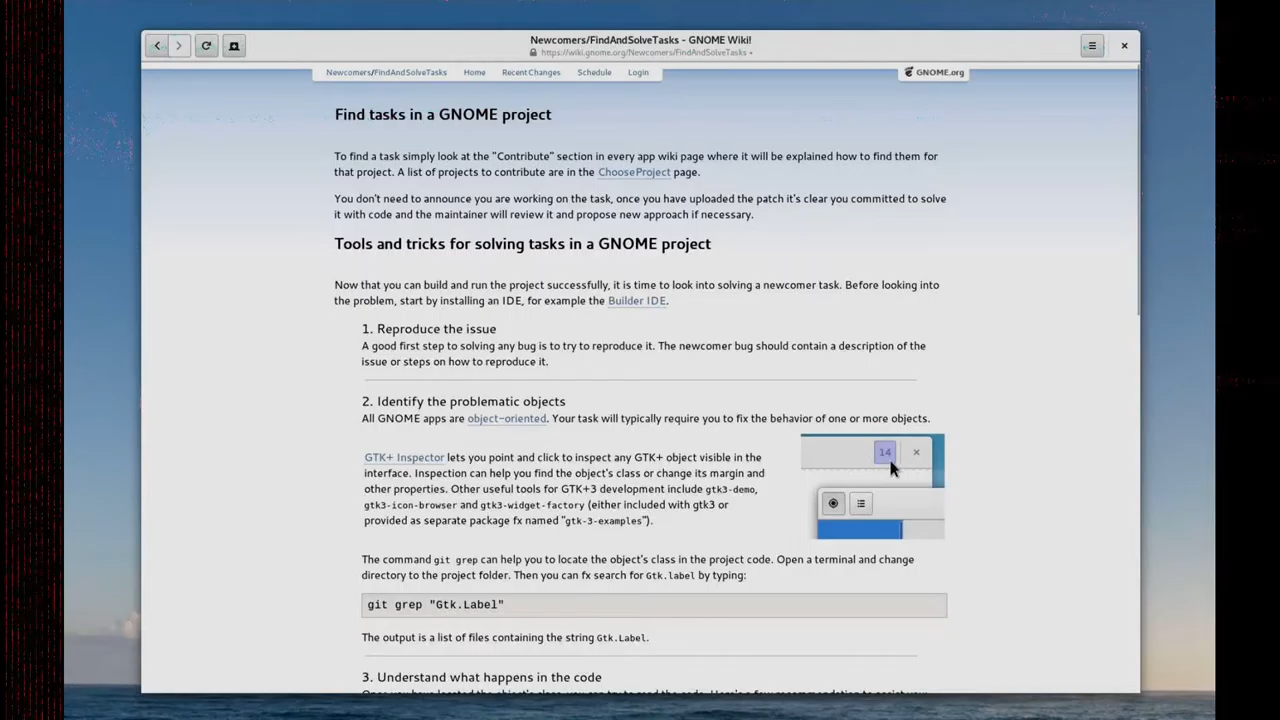 Newcomers/FindAndSolveTasks - GNOME Wiki!
https://wiki.gnome.org/Newcomers/FindAndSolveTasks
Newcomers/FindAndSolveTasks Home RecentChanges Schedule Login GNOME.org
Find tasks in a GNOME project
To find a task simply look at the "Contribute" section in every app wiki page where it will be explained how to find them for
that project. A list of projects to contribute are in the ChooseProject page.
You don't need to announce you are working on the task, once you have uploaded the patch it's clear you committed to solve
it with code and the maintainer will review it and propose new approach if necessary.
Tools and tricks for solving tasks in a GNOME project
Now that you can build and run the project successfully, it is time to look into solving a newcomer task. Before looking into
the problem, start by installing an IDE, for example the Builder IDE.
1. Reproduce the issue
A good first step to solving any bug is to try to reproduce it. The newcomer bug should contain a description of the
issue or steps on how to reproduce it.
2. Identify the problematic objects
All GNOME apps are object-oriented. Your task will typically require you to fix the behavior of one or more objects.
14
GTK+ Inspector lets you point and click to inspect any GTK+ object visible in the
interface. Inspection can help you find the object's class or change its margin and
other properties. Other useful tools for GTK+3 development include gtk3-demo,
gtk3-icon-browser and gtk3-widget-factory (either included with gtk3 or
provided as separate package fx named "gtk-3-examples").
The command git grep can help you to locate the object's class in the project code. Open a terminal and change
directory to the project folder. Then you can fx search for Gtk.label by typing:
git grep "Gtk.Label"
The output is a list of files containing the string Gtk.Label.
3. Understand what happens in the code